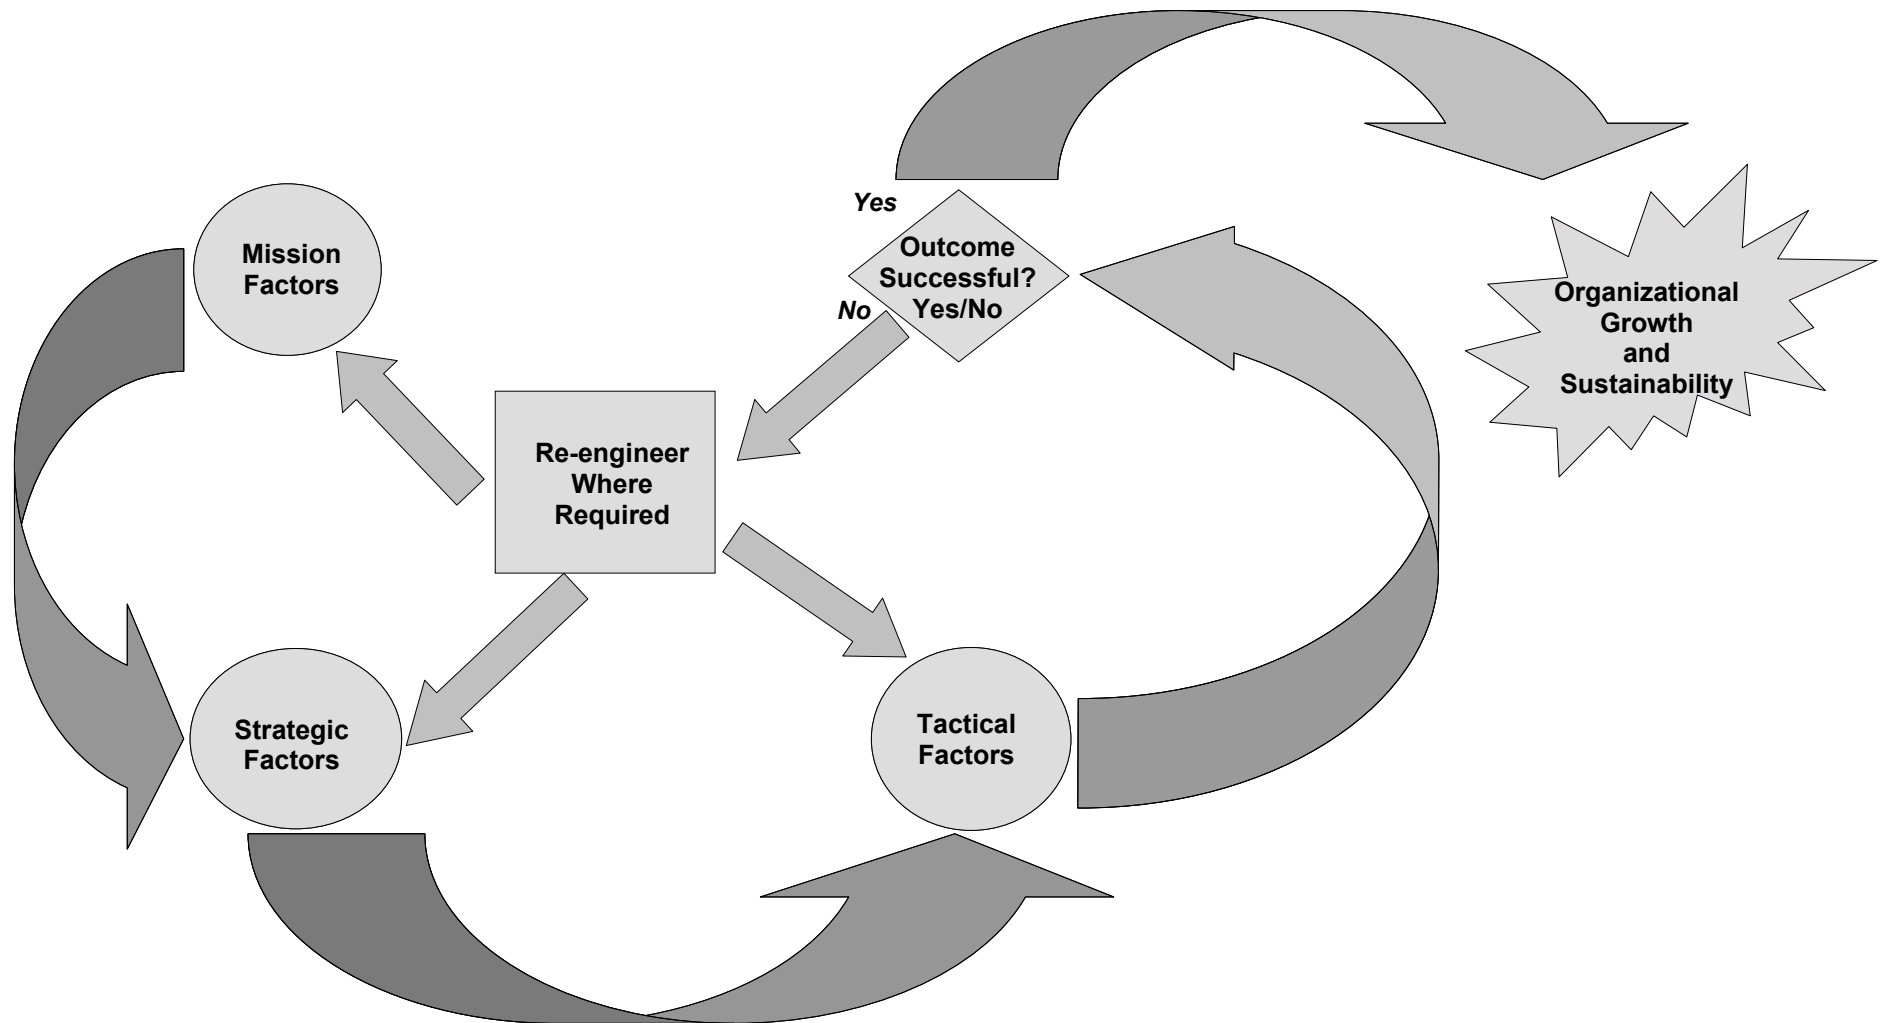 Yes
Outcome
Successful?
Yes/No
No
Mission
Factors
Organizational
Growth
and
Sustainability
Re-engineer
Where
Required
Strategic
Factors
Tactical
Factors